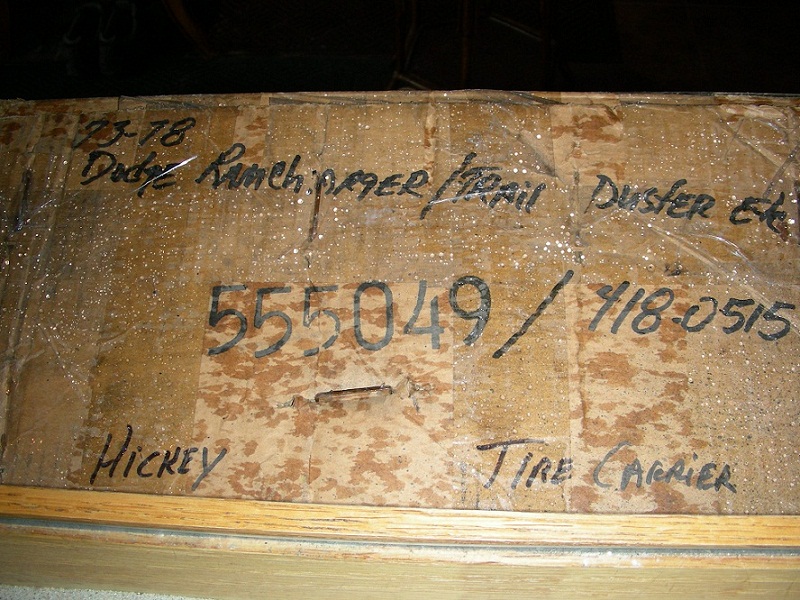 73-78
Dodge Ramcharger/Trail Duster Etc
555049 / 418-0515
Hickey Tire Carrier